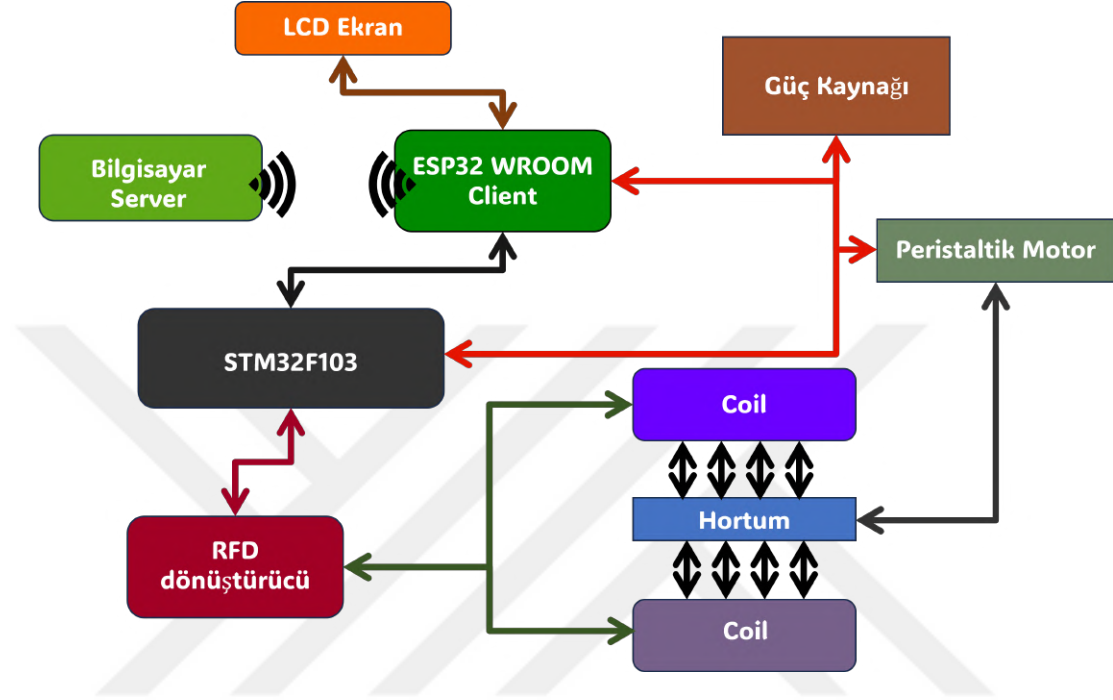 LCD Ekran
Güç Kaynağı
Bilgisayar
Server
ESP32 WROOM
Client
Peristaltik Motor
STM32F103
Coil
Hortum
RFD
dönüştürücü
Coil